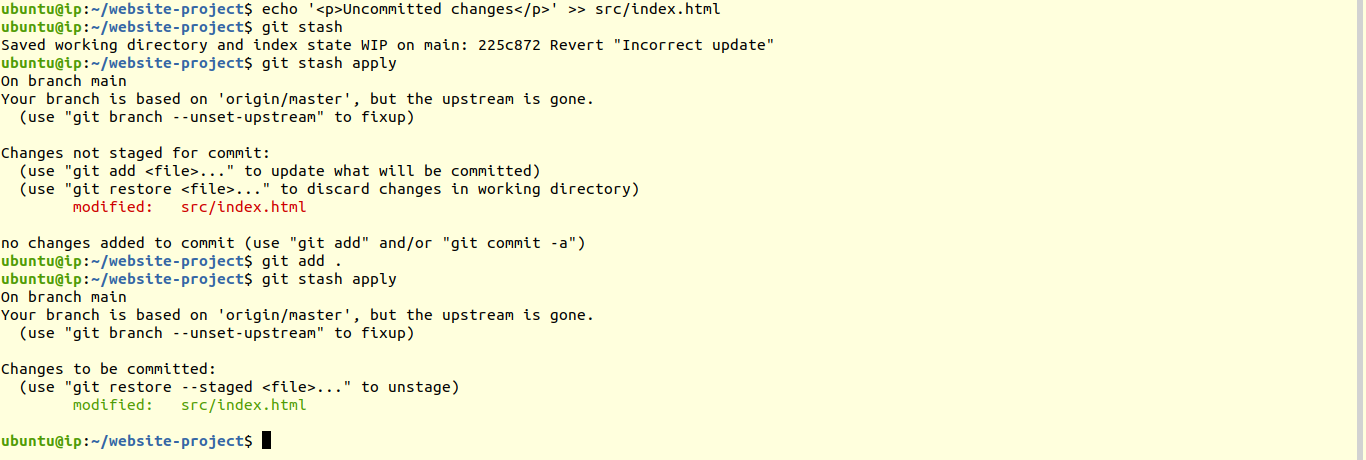 ubuntu@ip:~/website-project$ echo '<p>Uncommitted changes</p>' >> src/index.html
ubuntu@ip:~/website-project$ git stash
Saved working directory and index state WIP on main: 225c872 Revert "Incorrect update"
ubuntu@ip:~/website-project$ git stash apply
On branch main
Your branch is based on 'origin/master', but the upstream is gone.
  (use "git branch --unset-upstream" to fixup)

Changes not staged for commit:
  (use "git add <file>..." to update what will be committed)
  (use "git restore <file>..." to discard changes in working directory)
        modified:   src/index.html

no changes added to commit (use "git add" and/or "git commit -a")
ubuntu@ip:~/website-project$ git add .
ubuntu@ip:~/website-project$ git stash apply
On branch main
Your branch is based on 'origin/master', but the upstream is gone.
  (use "git branch --unset-upstream" to fixup)

Changes to be committed:
  (use "git restore --staged <file>..." to unstage)
        modified:   src/index.html

ubuntu@ip:~/website-project$